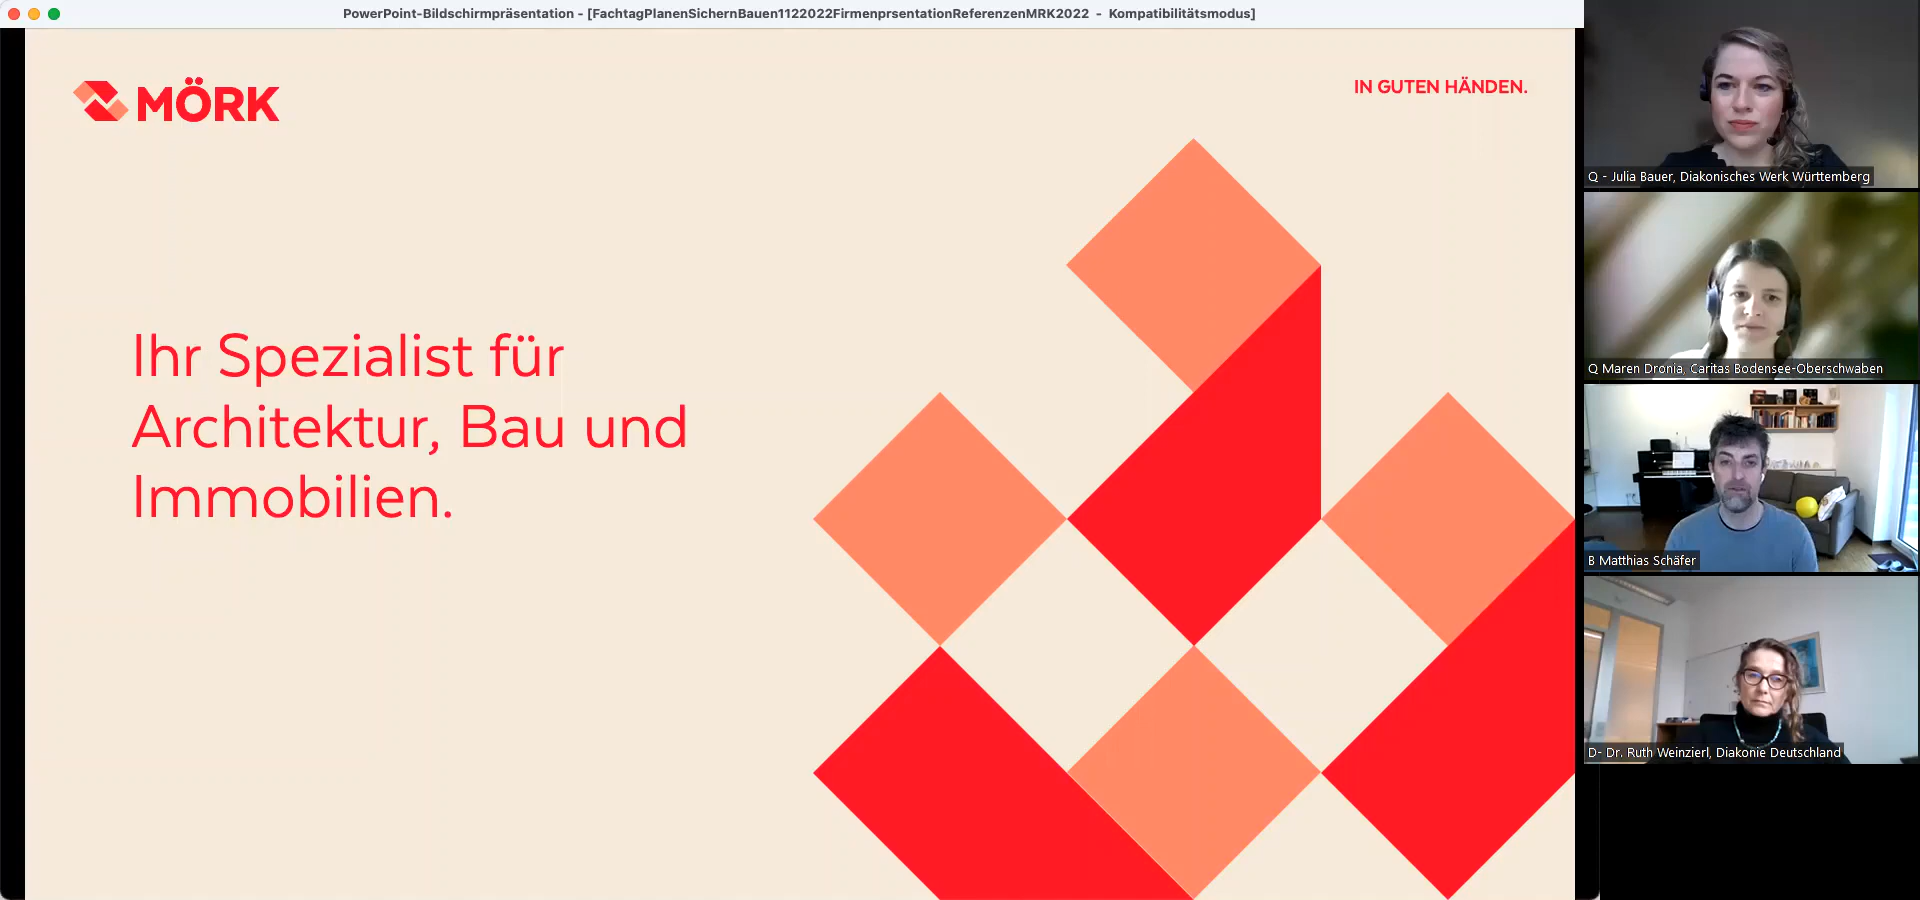 PowerPoint-Bildschirmpräsentation - [FachtagPlanenSichernBauen1122022FirmenprsentationReferenzenMRK2022 - Kompatibilitätsmodus]
MÖRK
IN GUTEN HÄNDEN.
Ihr Spezialist für
Architektur, Bau und
Immobilien.
Q - Julia Bauer, Diakonisches Werk Württemberg
Q Maren Dronia, Caritas Bodensee-Oberschwaben
B Matthias Schäfer
D- Dr. Ruth Weinzierl, Diakonie Deutschland